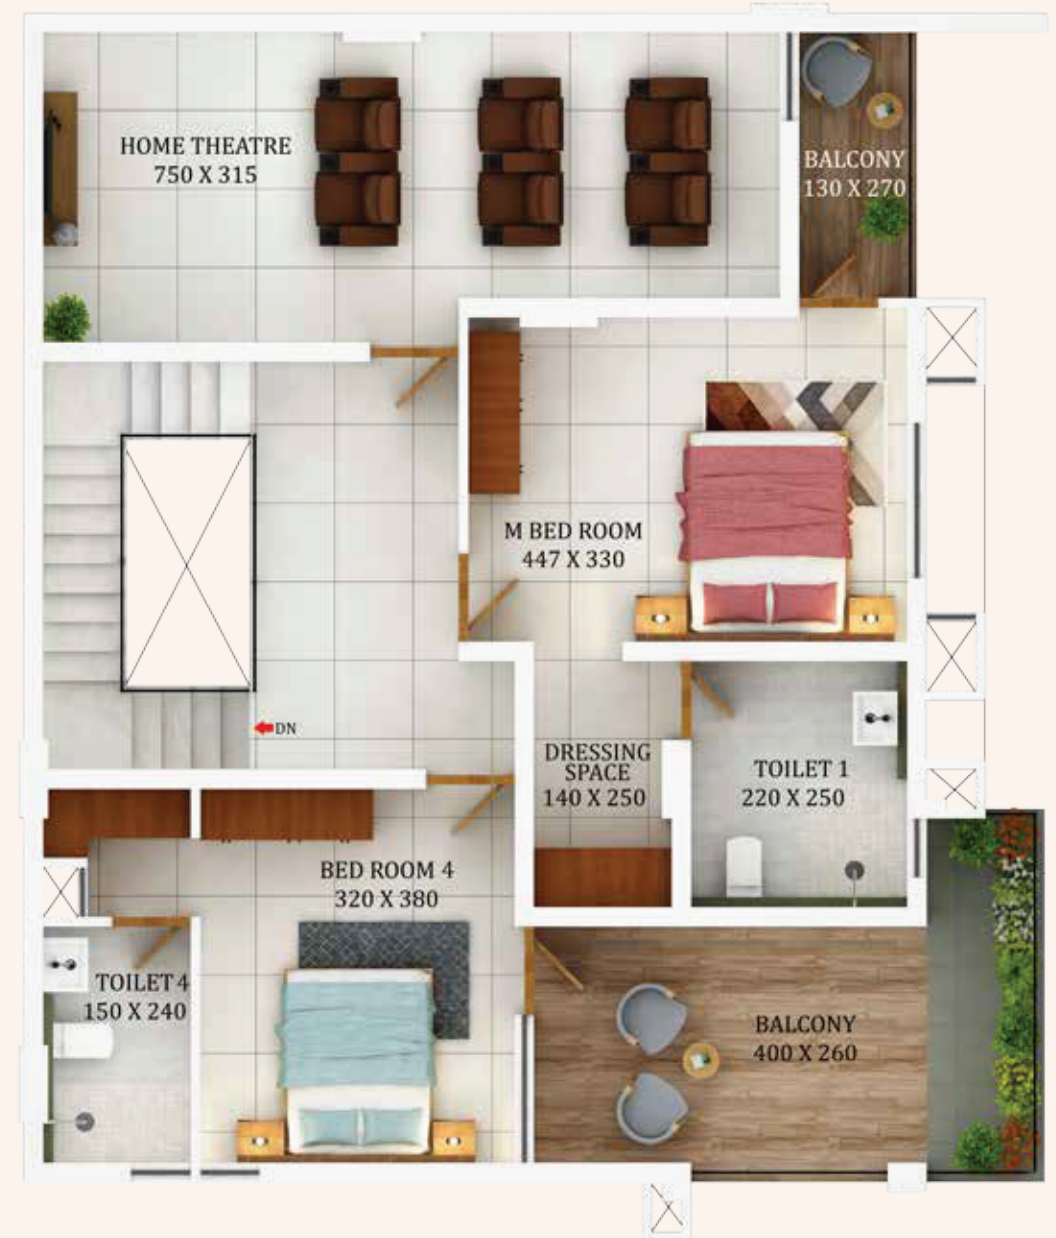 HOME THEATRE
750 X 315
BALCONY
130 X 270
M BED ROOM
447 X 330
DN
DRESSING
SPACE
140 X 250
TOILET 1
220 X 250
BED ROOM 4
320 X 380
TOILET 4
150 X 240
BALCONY
400 X 260